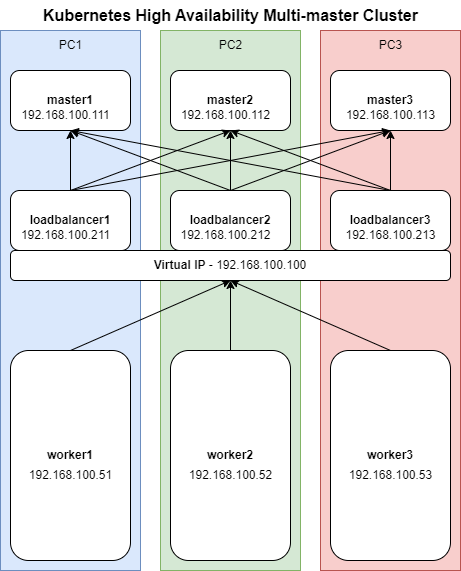 Kubernetes High Availability Multi-master Cluster
PC1 PC2 PC3
master1 master2 master3
192.168.100.111 192.168.100.112 192.168.100.113
loadbalancer1 loadbalancer2 loadbalancer3
192.168.100.211 192.168.100.212 192.168.100.213
Virtual IP - 192.168.100.100
worker1 worker2 worker3
192.168.100.51 192.168.100.52 192.168.100.53